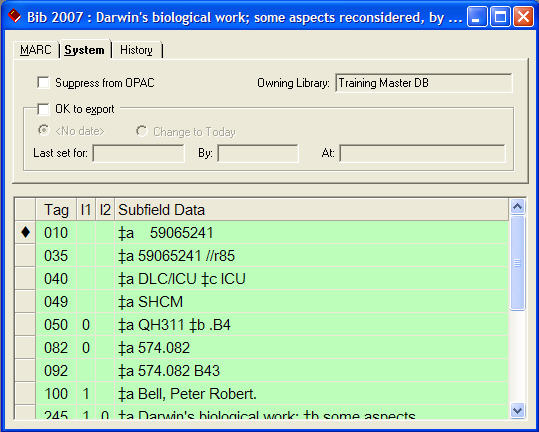 Bib 2007 : Darwin's biological work; some aspects reconsidered, by ...
MARC System History
Suppress from OPAC Owning Library: Training Master DB
OK to export
<No date> Change to Today
Last set for: By: At:
Tag I1 I2 Subfield Data
010 ‡a 59065241
035 ‡a 59065241 //r85
040 ‡a DLC/ICU ‡c ICU
049 ‡a SHCM
050 0 ‡a QH311 ‡b .B4
082 0 ‡a 574.082
092 ‡a 574.082 B43
100 1 ‡a Bell, Peter Robert.
245 1 0 ‡a Darwin's biological work; ‡b some aspects